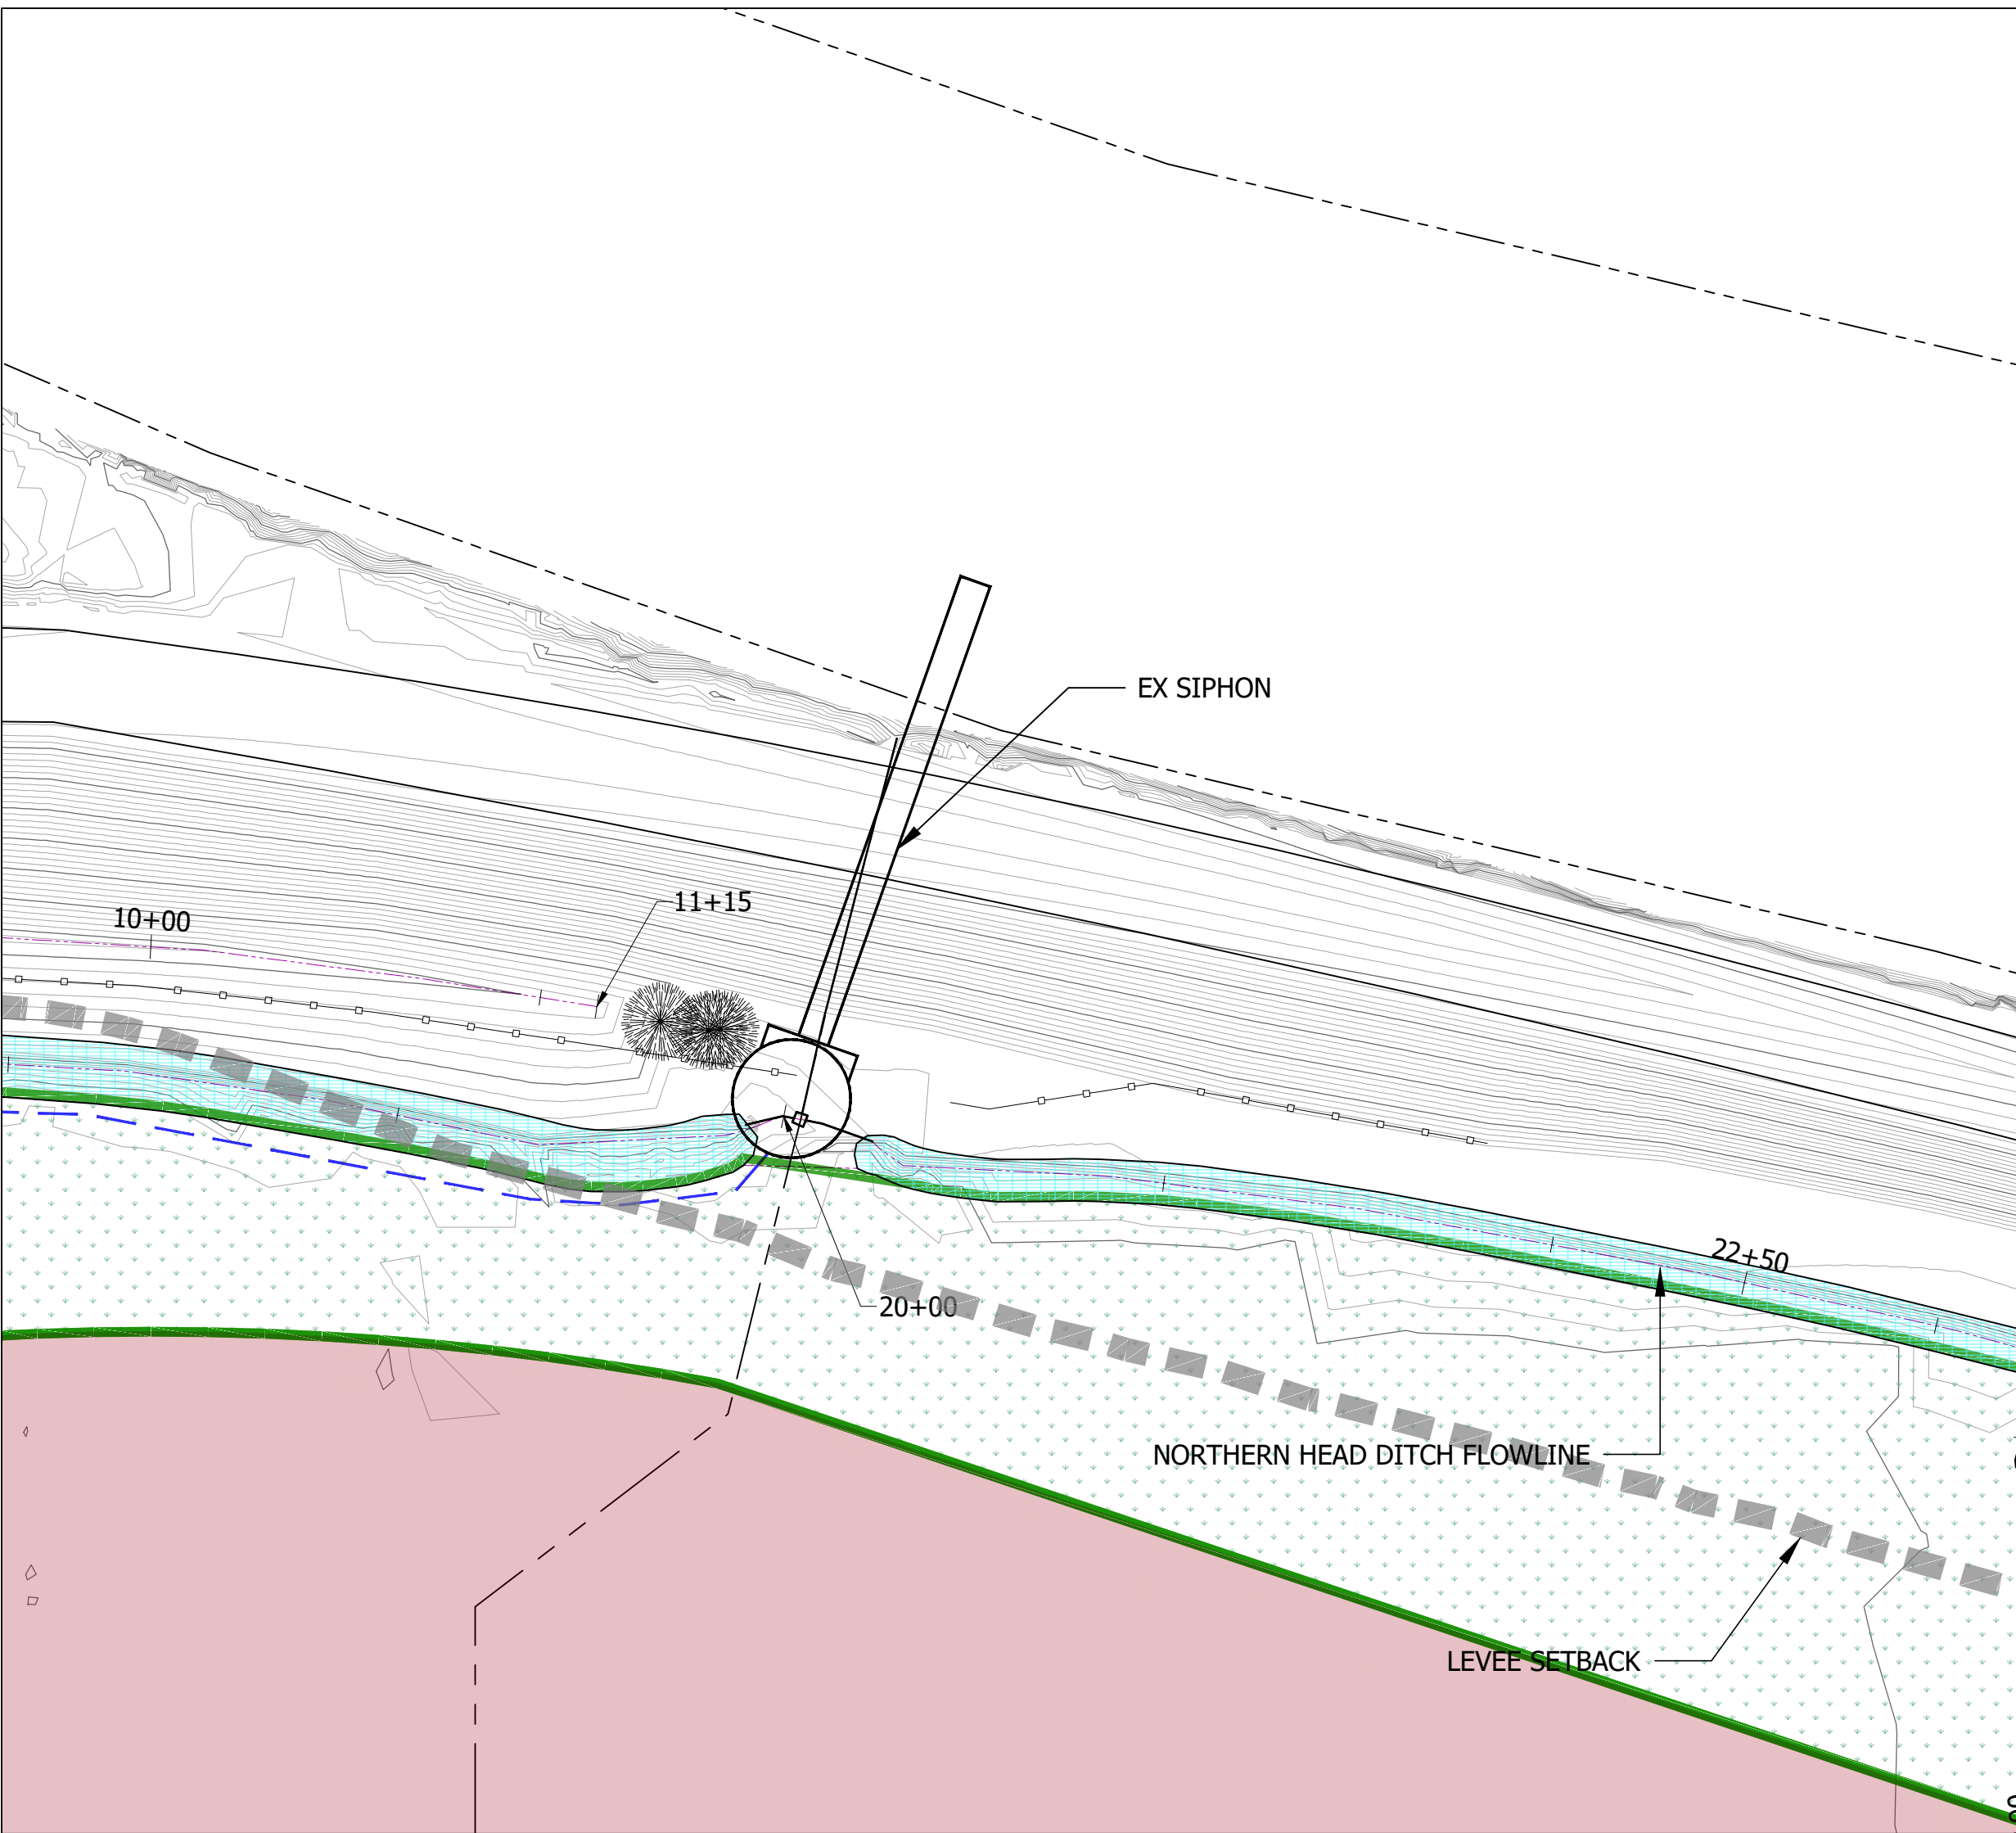 EX SIPHON
11+15
10+00
22+50
20+00
NORTHERN HEAD DITCH FLOWLINE
LEVEE SETBACK